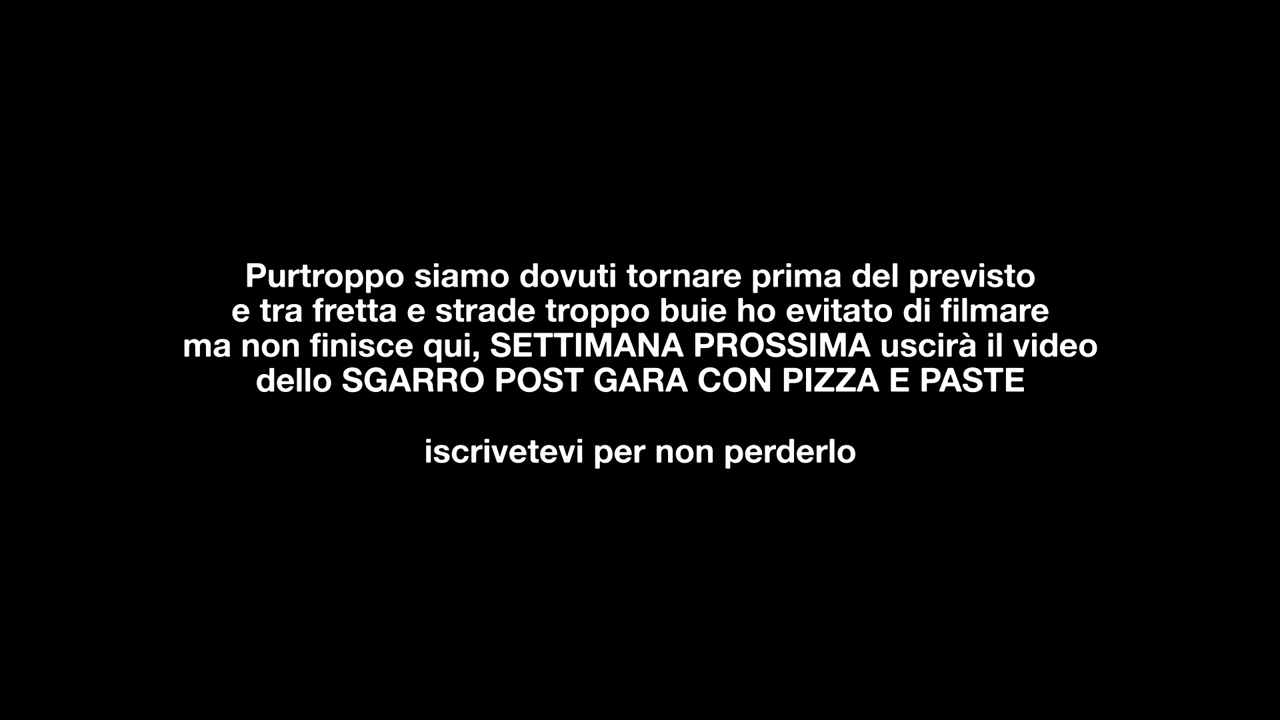 Purtroppo siamo dovuti tornare prima del previsto
e tra fretta e strade troppo buie ho evitato di filmare
ma non finisce qui, SETTIMANA PROSSIMA uscirà il video
dello SGARRO POST GARA CON PIZZA E PASTE
iscrivetevi per non perderlo